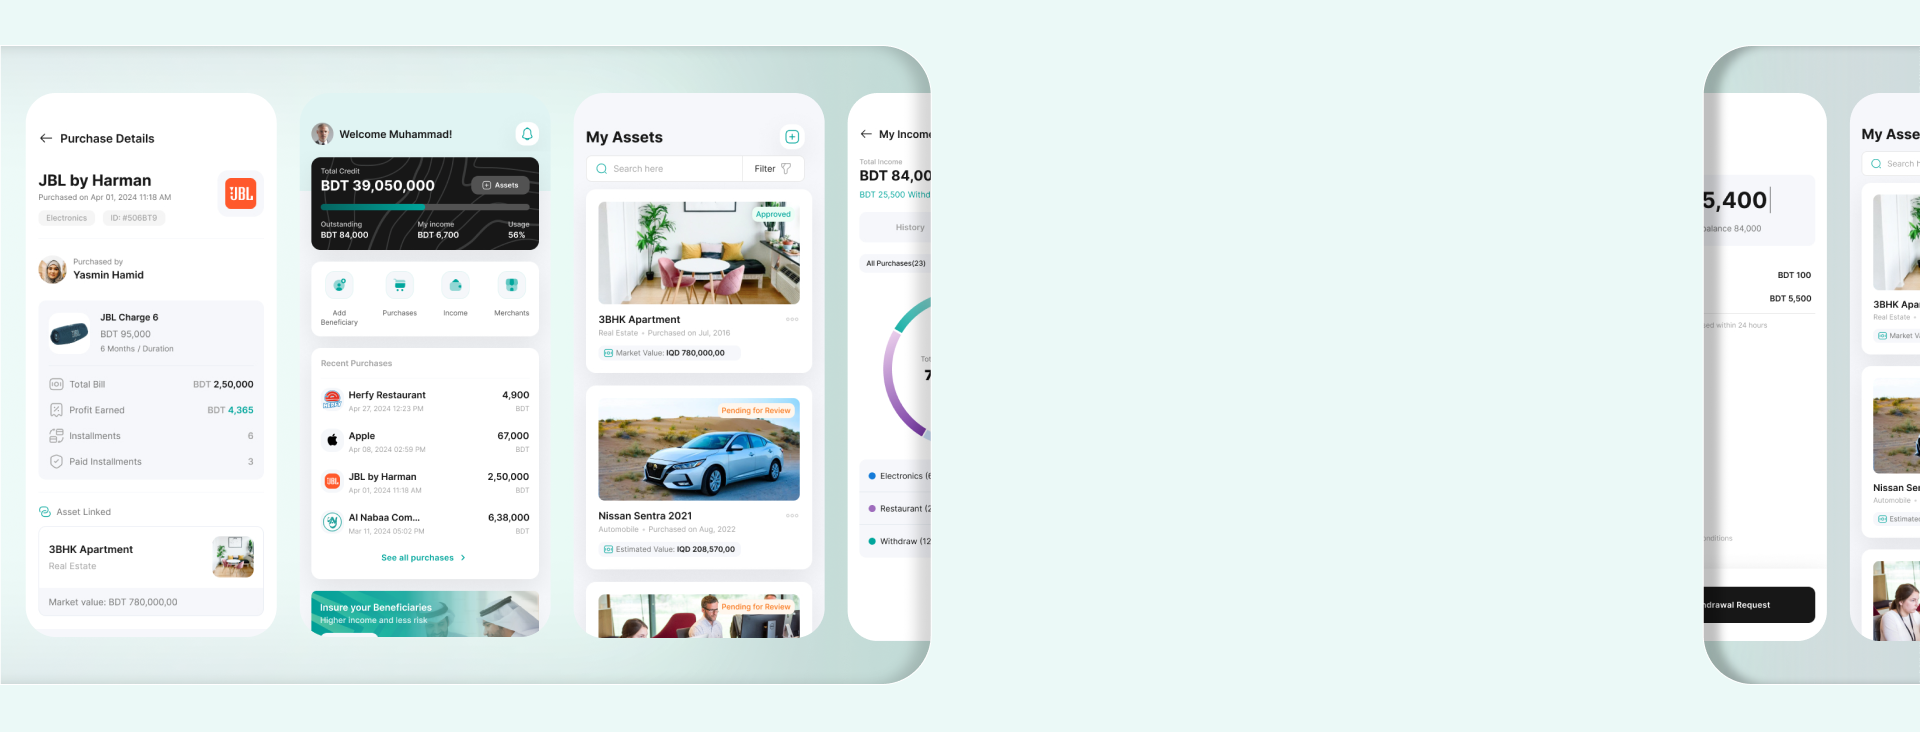 Purchase Details
JBL by Harman
Purchased on Apr 01, 2024 11:18 AM
Electronics
ID: #506BT9
JBL
Purchased by
Yasmin Hamid
JBL Charge 6
BDT 95,000
6 Months / Duration
Total Bill
BDT 2,50,000
Profit Earned
BDT 4,365
Installments
6
Paid Installments
3
Asset Linked
3BHK Apartment
Real Estate
Market value: BDT 780,000,00
Welcome Muhammad!
Total Credit
BDT 39,050,000
Assets
Outstanding
BDT 84,000
My income
BDT 6,700
Usage
56%
Add
Beneficiary
Purchases
Income
Merchants
Recent Purchases
Herfy Restaurant
4,900
Apr 27, 2024 12:23 PM
BDT
Apple
67,000
Apr 08, 2024 02:59 PM
BDT
JBL by Harman
2,50,000
Apr 01, 2024 11:18 AM
BDT
Al Nabaa Com...
6,38,000
Mar 11, 2024 05:02 PM
BDT
See all purchases
Insure your Beneficiaries
Higher income and less risk
My Assets
Search here
Filter
Approved
3BHK Apartment
Real Estate • Purchased on Jul, 2016
Market Value: IQD 780,000,00
Pending for Review
Nissan Sentra 2021
Automobile • Purchased on Aug, 2022
Estimated Value: IQD 208,570,00
Pending for Review
My Income
Total Income
BDT 84,00
BDT 25,500 Withd
History
All Purchases(23)
Tot
7
Electronics (6
Restaurant (2
Withdraw (12
5,400
balance 84,000
BDT 100
BDT 5,500
sed within 24 hours
onditions
hdrawal Request
My Asse
Search h
3BHK Apar
Real Estate •
Market Va
Nissan Ser
Automobile •
Estimated